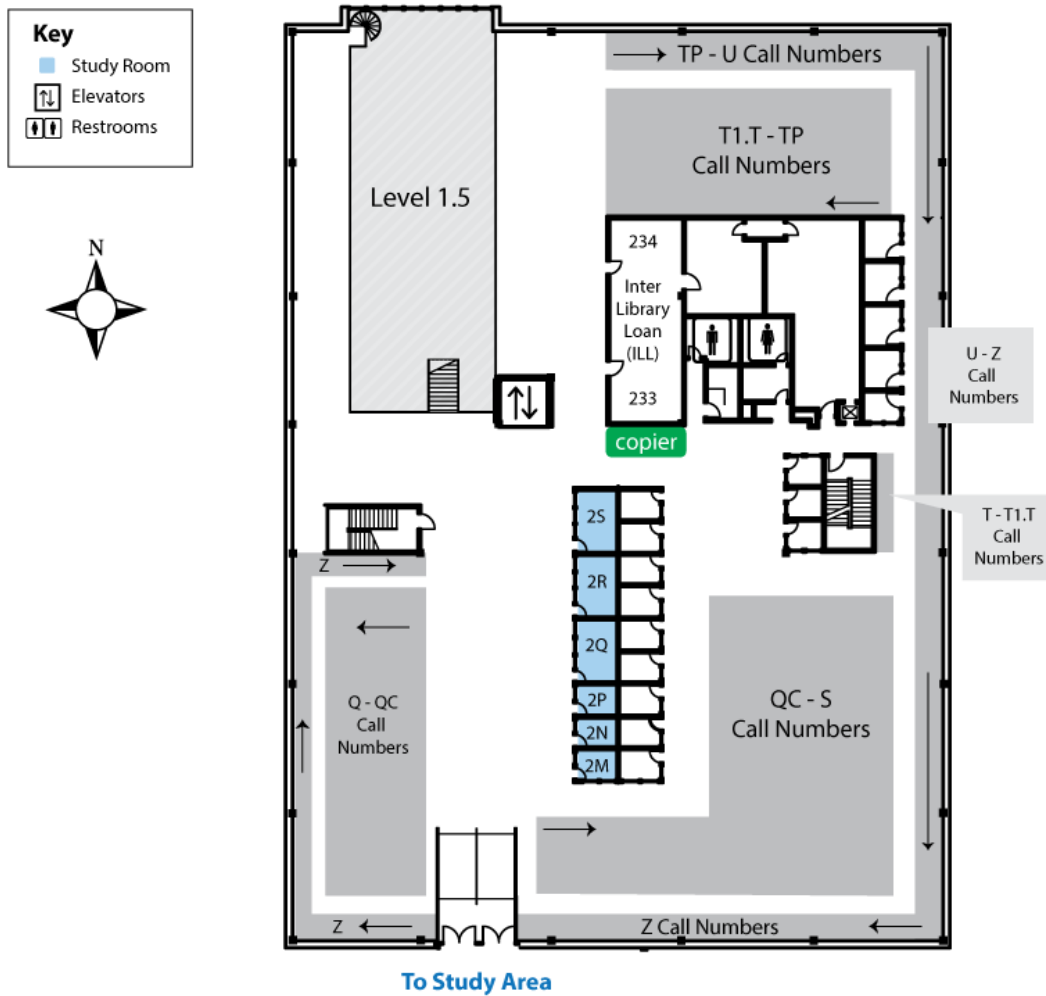 Key
Study Room
Elevators
Restrooms
N
TP - U Call Numbers
T1.T - TP
Call Numbers
Level 1.5
234
Inter
Library
Loan
(ILL)
233
copier
U - Z
Call
Numbers
T - T1.T
Call
Numbers
2S
2R
2Q
2P
2N
2M
Z
Q - QC
Call
Numbers
QC - S
Call Numbers
Z
Z Call Numbers
To Study Area